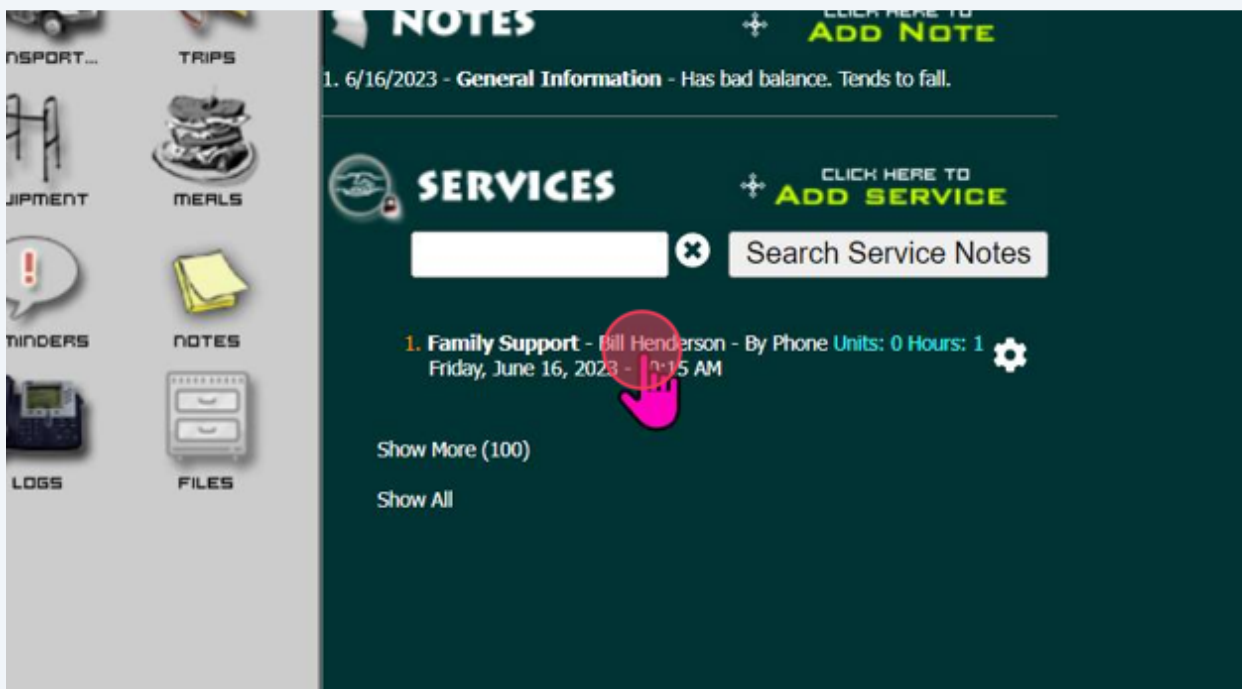 NOTES
CLICK HERE TO
ADD NOTE
NSPORT...
TRIPS
1. 6/16/2023 - General Information - Has bad balance. Tends to fall.
SERVICES
CLICK HERE TO
ADD SERVICE
UIPMENT
MEALS
Search Service Notes
MINDERS
NOTES
1. Family Support - Bill Henderson - By Phone Units: 0 Hours: 1
Friday, June 16, 2023 - 10:15 AM
Show More (100)
LOGS
FILES
Show All